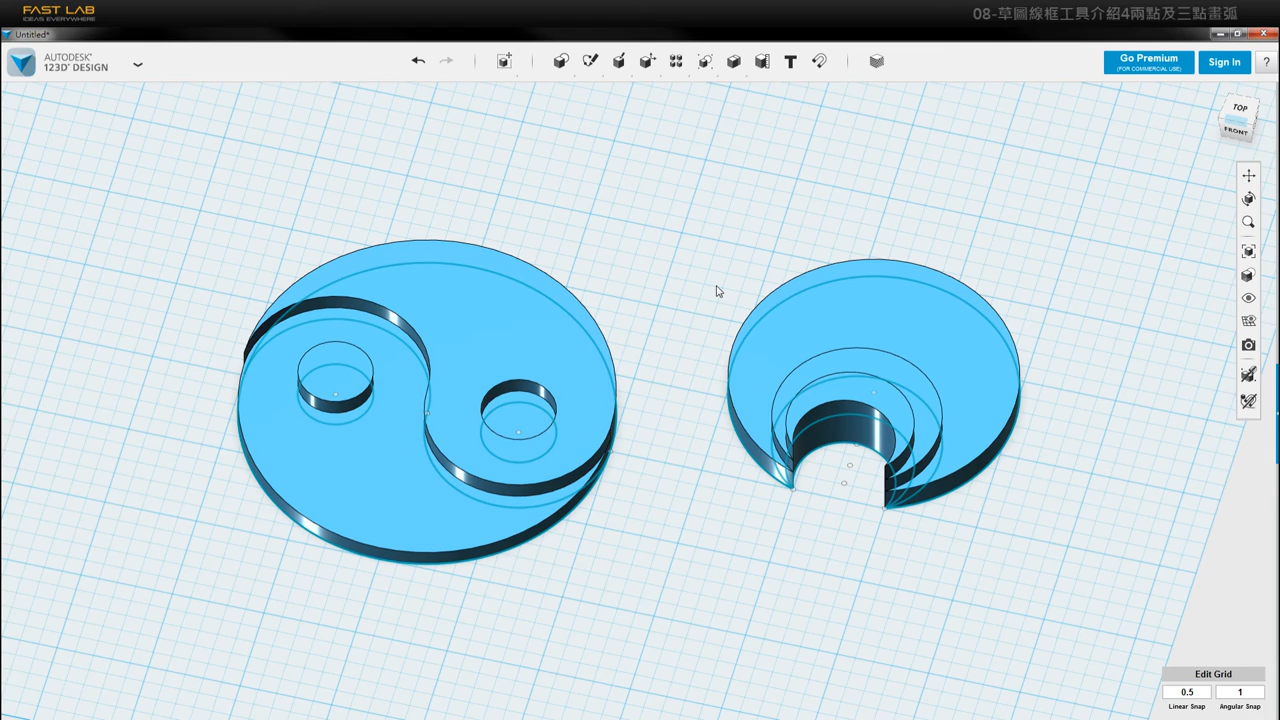 FAST LAB
IDEAS EVERYWHERE
08-草圖線框工具介紹4兩點及三點畫弧
Untitled*
AUTODESK®
123D® DESIGN
T
Go Premium
(FOR COMMERCIAL USE)
Sign In
?
TOP
FRONT
Edit Grid
0.5
1
Linear Snap
Angular Snap